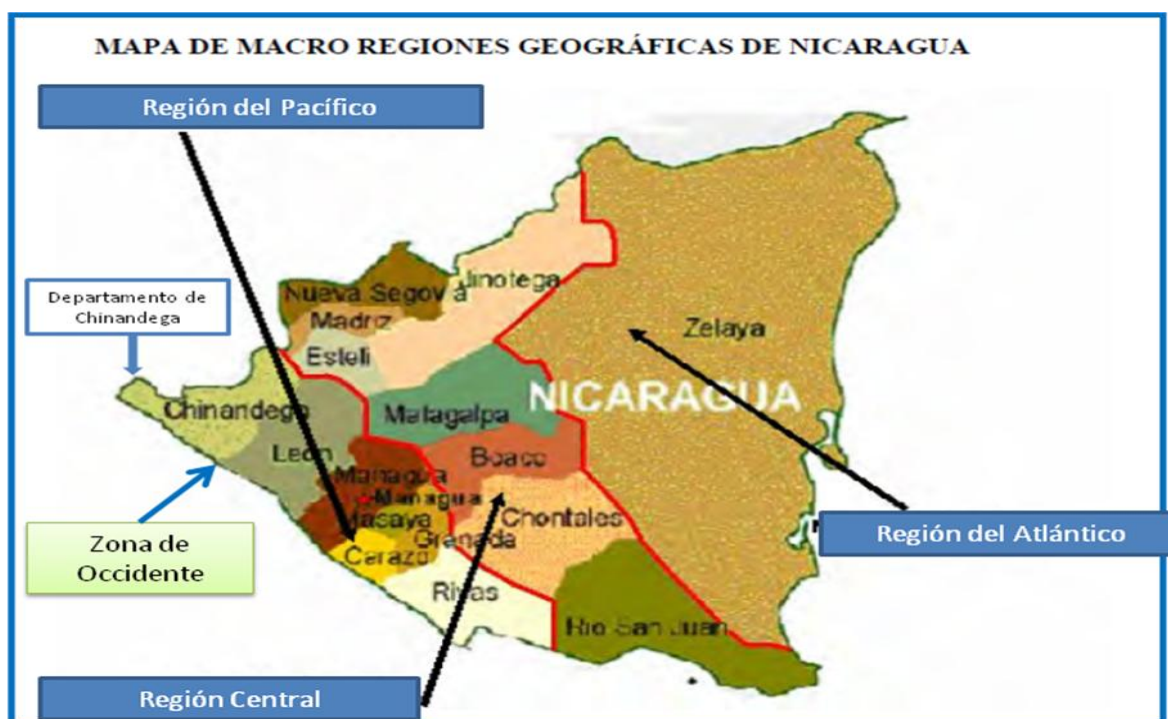 MAPA DE MACRO REGIONES GEOGRÁFICAS DE NICARAGUA
Región del Pacífico
Departamento de
Chinandega
Jinotega
Nueva Segovia
Madriz
Esteli
Zelaya
NICARAGUA
Chinandega
Matagalpa
León
Boaco
Managua
Managua
Masaya
Chontales
Granada
Carazo
Región del Atlántico
Zona de
Occidente
Rivas
Rio San Juan
Región Central